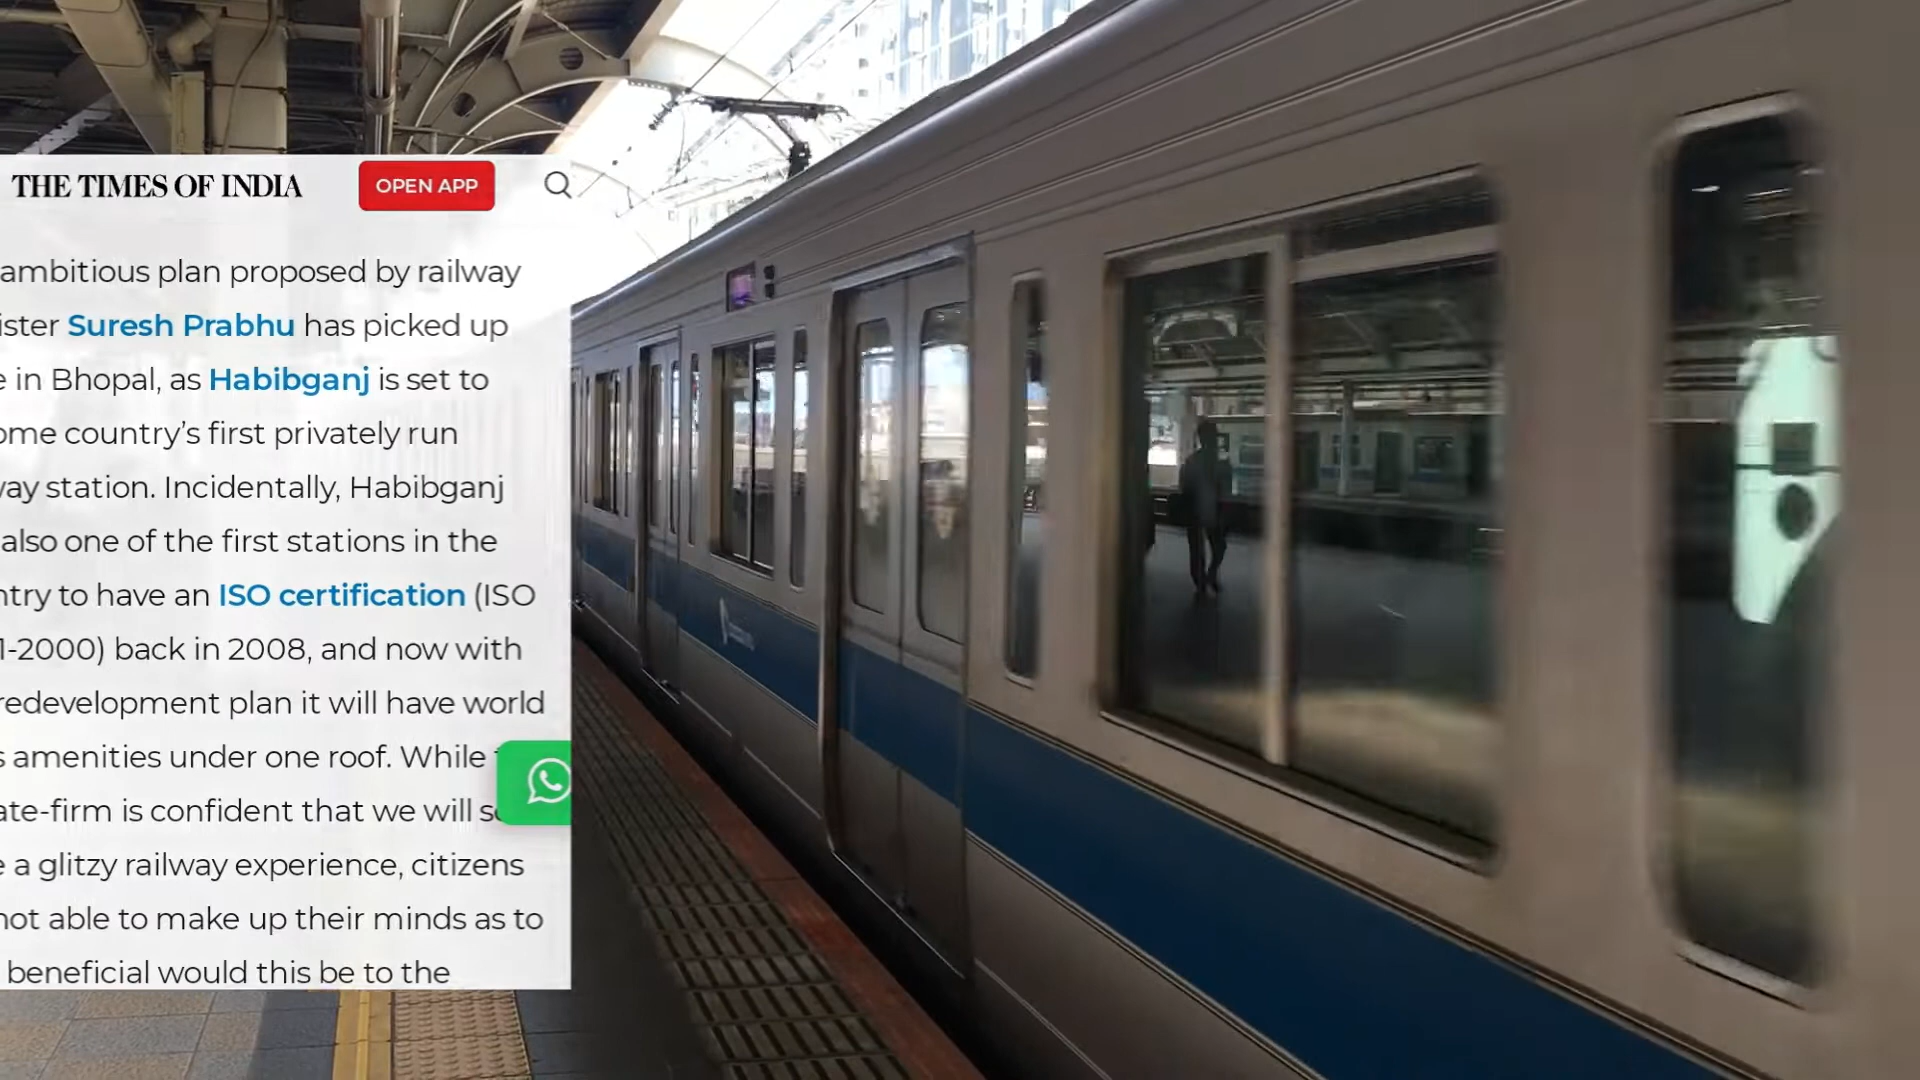 THE TIMES OF INDIA
OPEN APP
ambitious plan proposed by railway
ister Suresh Prabhu has picked up
e in Bhopal, as Habibganj is set to
ome country's first privately run
way station. Incidentally, Habibganj
also one of the first stations in the
ntry to have an ISO certification (ISO
1-2000) back in 2008, and now with
redevelopment plan it will have world
s amenities under one roof. While
ate-firm is confident that we will s
e a glitzy railway experience, citizens
not able to make up their minds as to
beneficial would this be to the